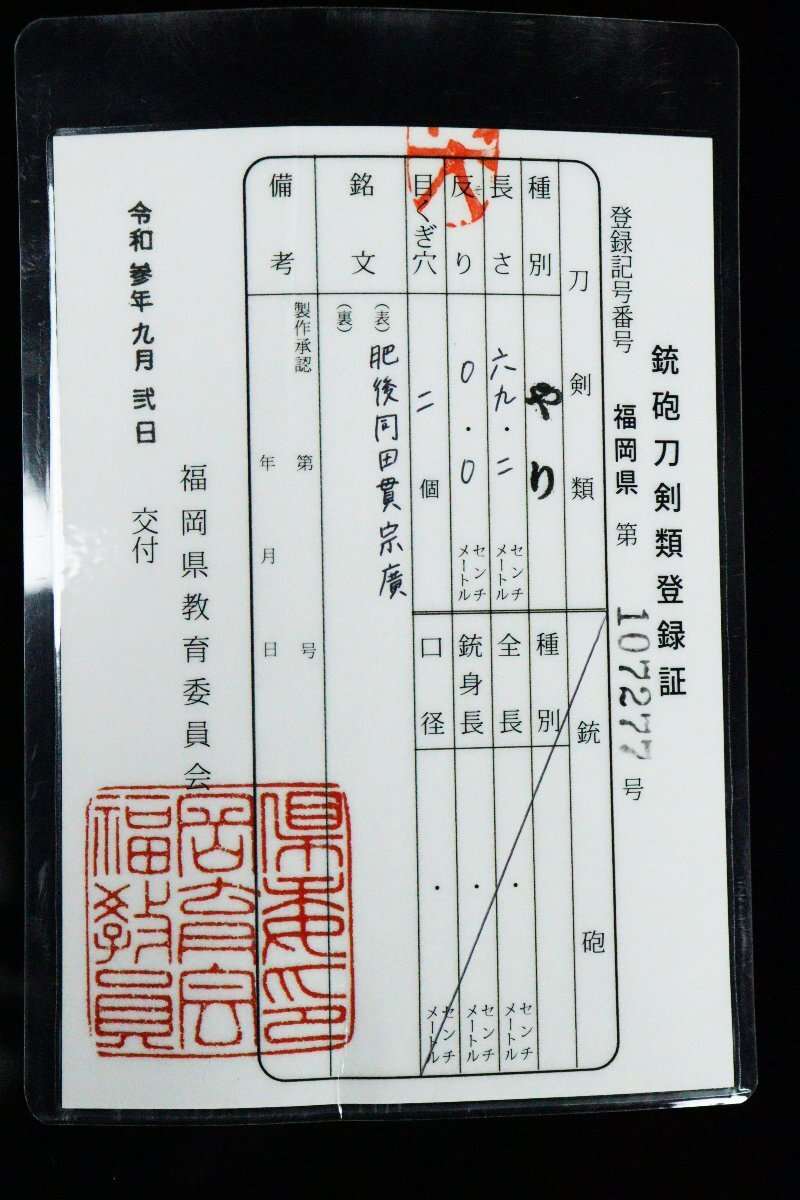 銃砲刀剣類登録証
登録記号番号 福岡県 第 107277 号
刀剣類
種別 やり
長さ 六九.二 センチメートル
反り そ 0.0 センチメートル
目くぎ穴 二 個
銃砲
種別
全長 . センチメートル
銃身長 . センチメートル
口径 . センチメートル
銘文
(表) 肥後同田貫宗廣
(裏)
備考
製作承認 第 号
年 月 日
福岡県教育委員会
令和参年九月弐日 交付